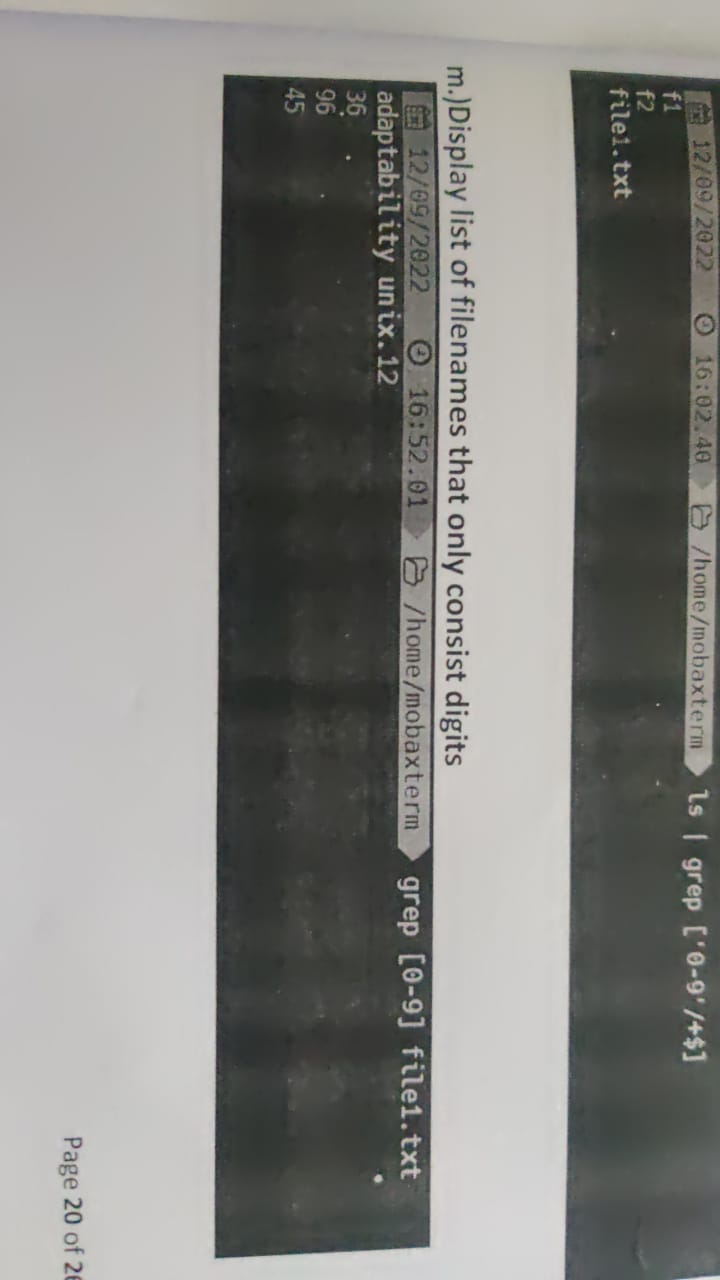 12/09/2022 16:02.40 /home/mobaxterm ls | grep ['0-9'/+$]
f1
f2
file1.txt
m.)Display list of filenames that only consist digits
12/09/2022 16:52.01 /home/mobaxterm grep [0-9] file1.txt
adaptability unix.12
36
96
45
Page 20 of 26